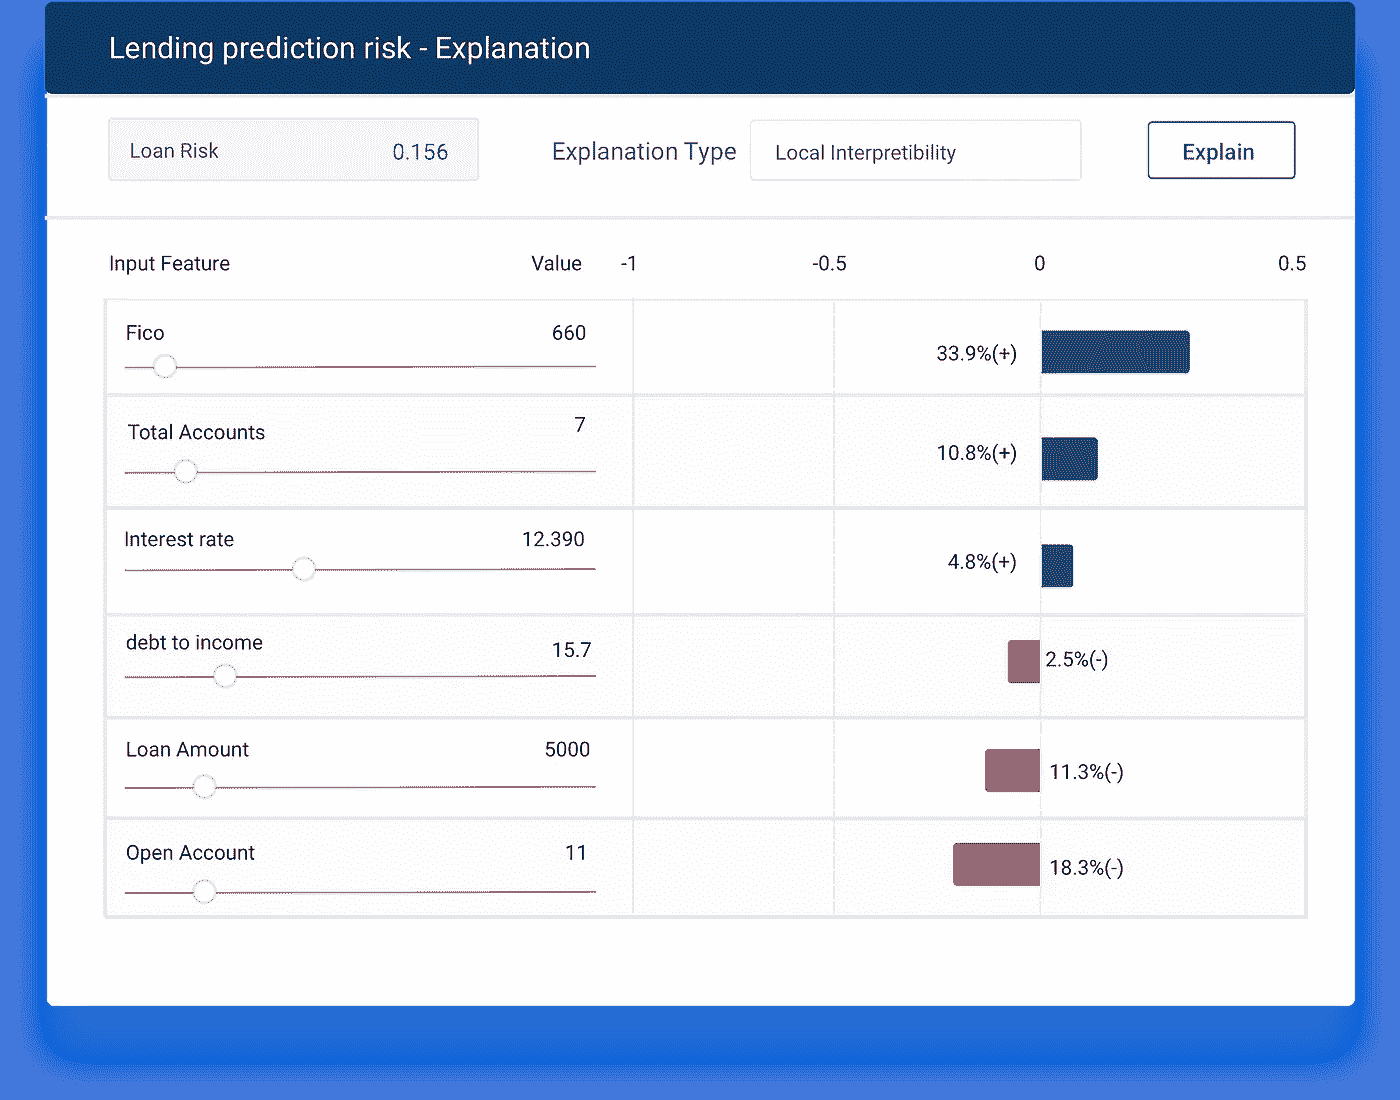 Lending prediction risk - Explanation
Loan Risk 0.156 Explanation Type Local Interpretibility Explain
Input Feature Value -1 -0.5 0 0.5
Fico 660 33.9%(+)
Total Accounts 7 10.8%(+)
Interest rate 12.390 4.8%(+)
debt to income 15.7 2.5%(-)
Loan Amount 5000 11.3%(-)
Open Account 11 18.3%(-)